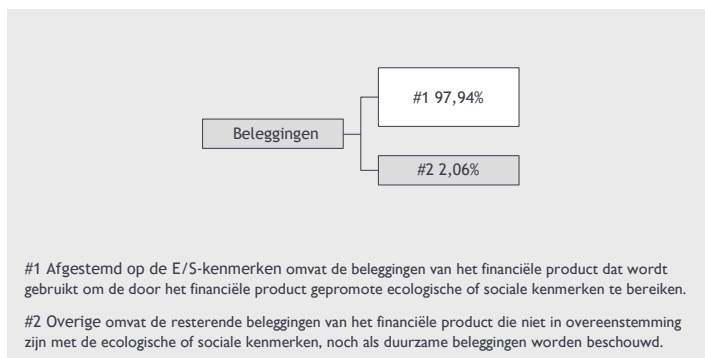 #1 97,94%
Beleggingen
#2 2,06%
#1 Afgestemd op de E/S-kenmerken omvat de beleggingen van het financiële product dat wordt
gebruikt om de door het financiële product gepromote ecologische of sociale kenmerken te bereiken.
#2 Overige omvat de resterende beleggingen van het financiële product die niet in overeenstemming
zijn met de ecologische of sociale kenmerken, noch als duurzame beleggingen worden beschouwd.